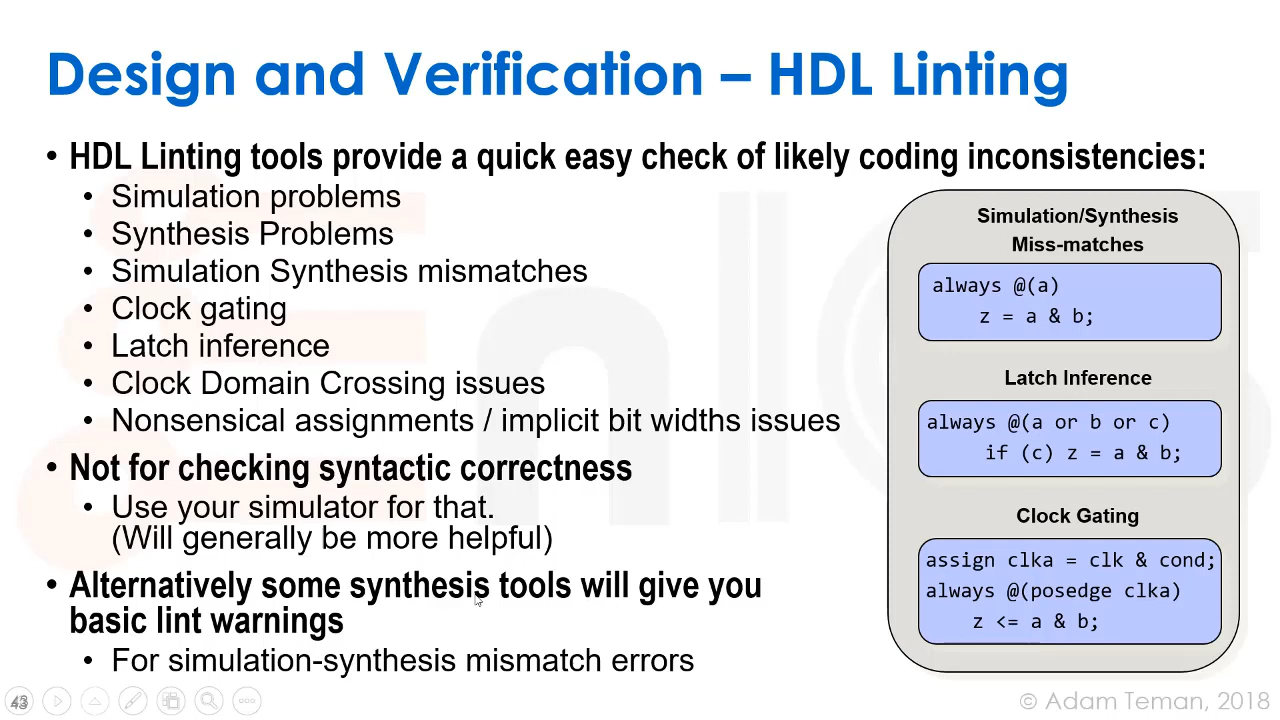 Design and Verification – HDL Linting
• HDL Linting tools provide a quick easy check of likely coding inconsistencies:
• Simulation problems
• Synthesis Problems
• Simulation Synthesis mismatches
• Clock gating
• Latch inference
• Clock Domain Crossing issues
• Nonsensical assignments / implicit bit widths issues
• Not for checking syntactic correctness
• Use your simulator for that.
(Will generally be more helpful)
• Alternatively some synthesis tools will give you
basic lint warnings
• For simulation-synthesis mismatch errors
Simulation/Synthesis
Miss-matches
always @(a)
z = a & b;
Latch Inference
always @(a or b or c)
if (c) z = a & b;
Clock Gating
assign clka = clk & cond;
always @(posedge clka)
z <= a & b;
© Adam Teman, 2018